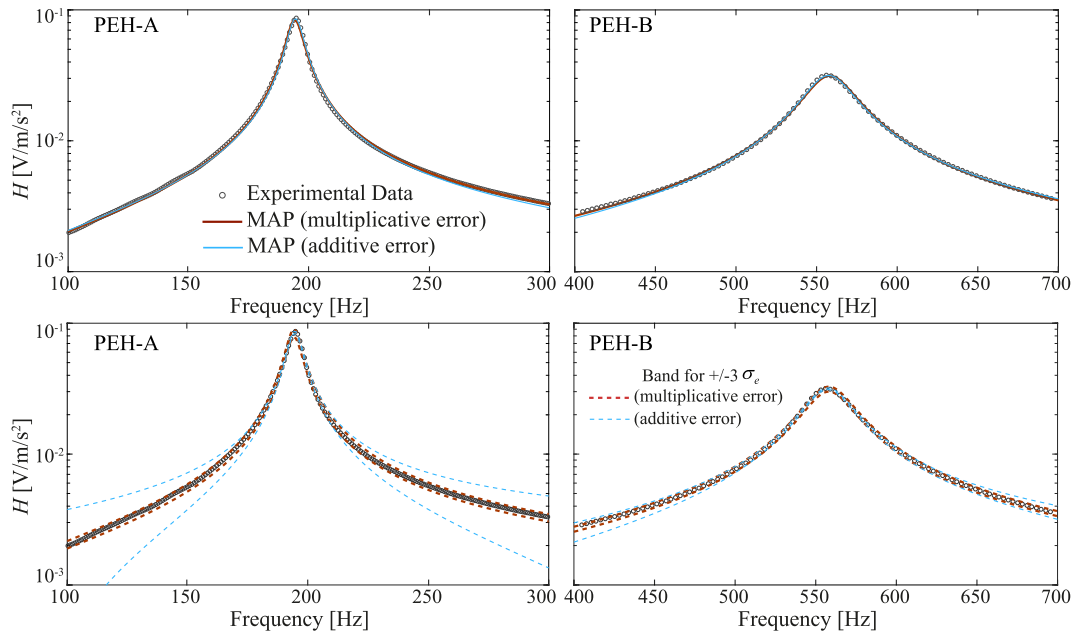 PEH-A
PEH-B
10⁻¹
10⁻²
10⁻³
H [V/m/s²]
Experimental Data
MAP (multiplicative error)
MAP (additive error)
100 150 200 250 300
400 450 500 550 600 650 700
Frequency [Hz]
Frequency [Hz]
PEH-A
PEH-B
10⁻¹
10⁻²
10⁻³
H [V/m/s²]
Band for +/-3 σₑ
(multiplicative error)
(additive error)
100 150 200 250 300
400 450 500 550 600 650 700
Frequency [Hz]
Frequency [Hz]